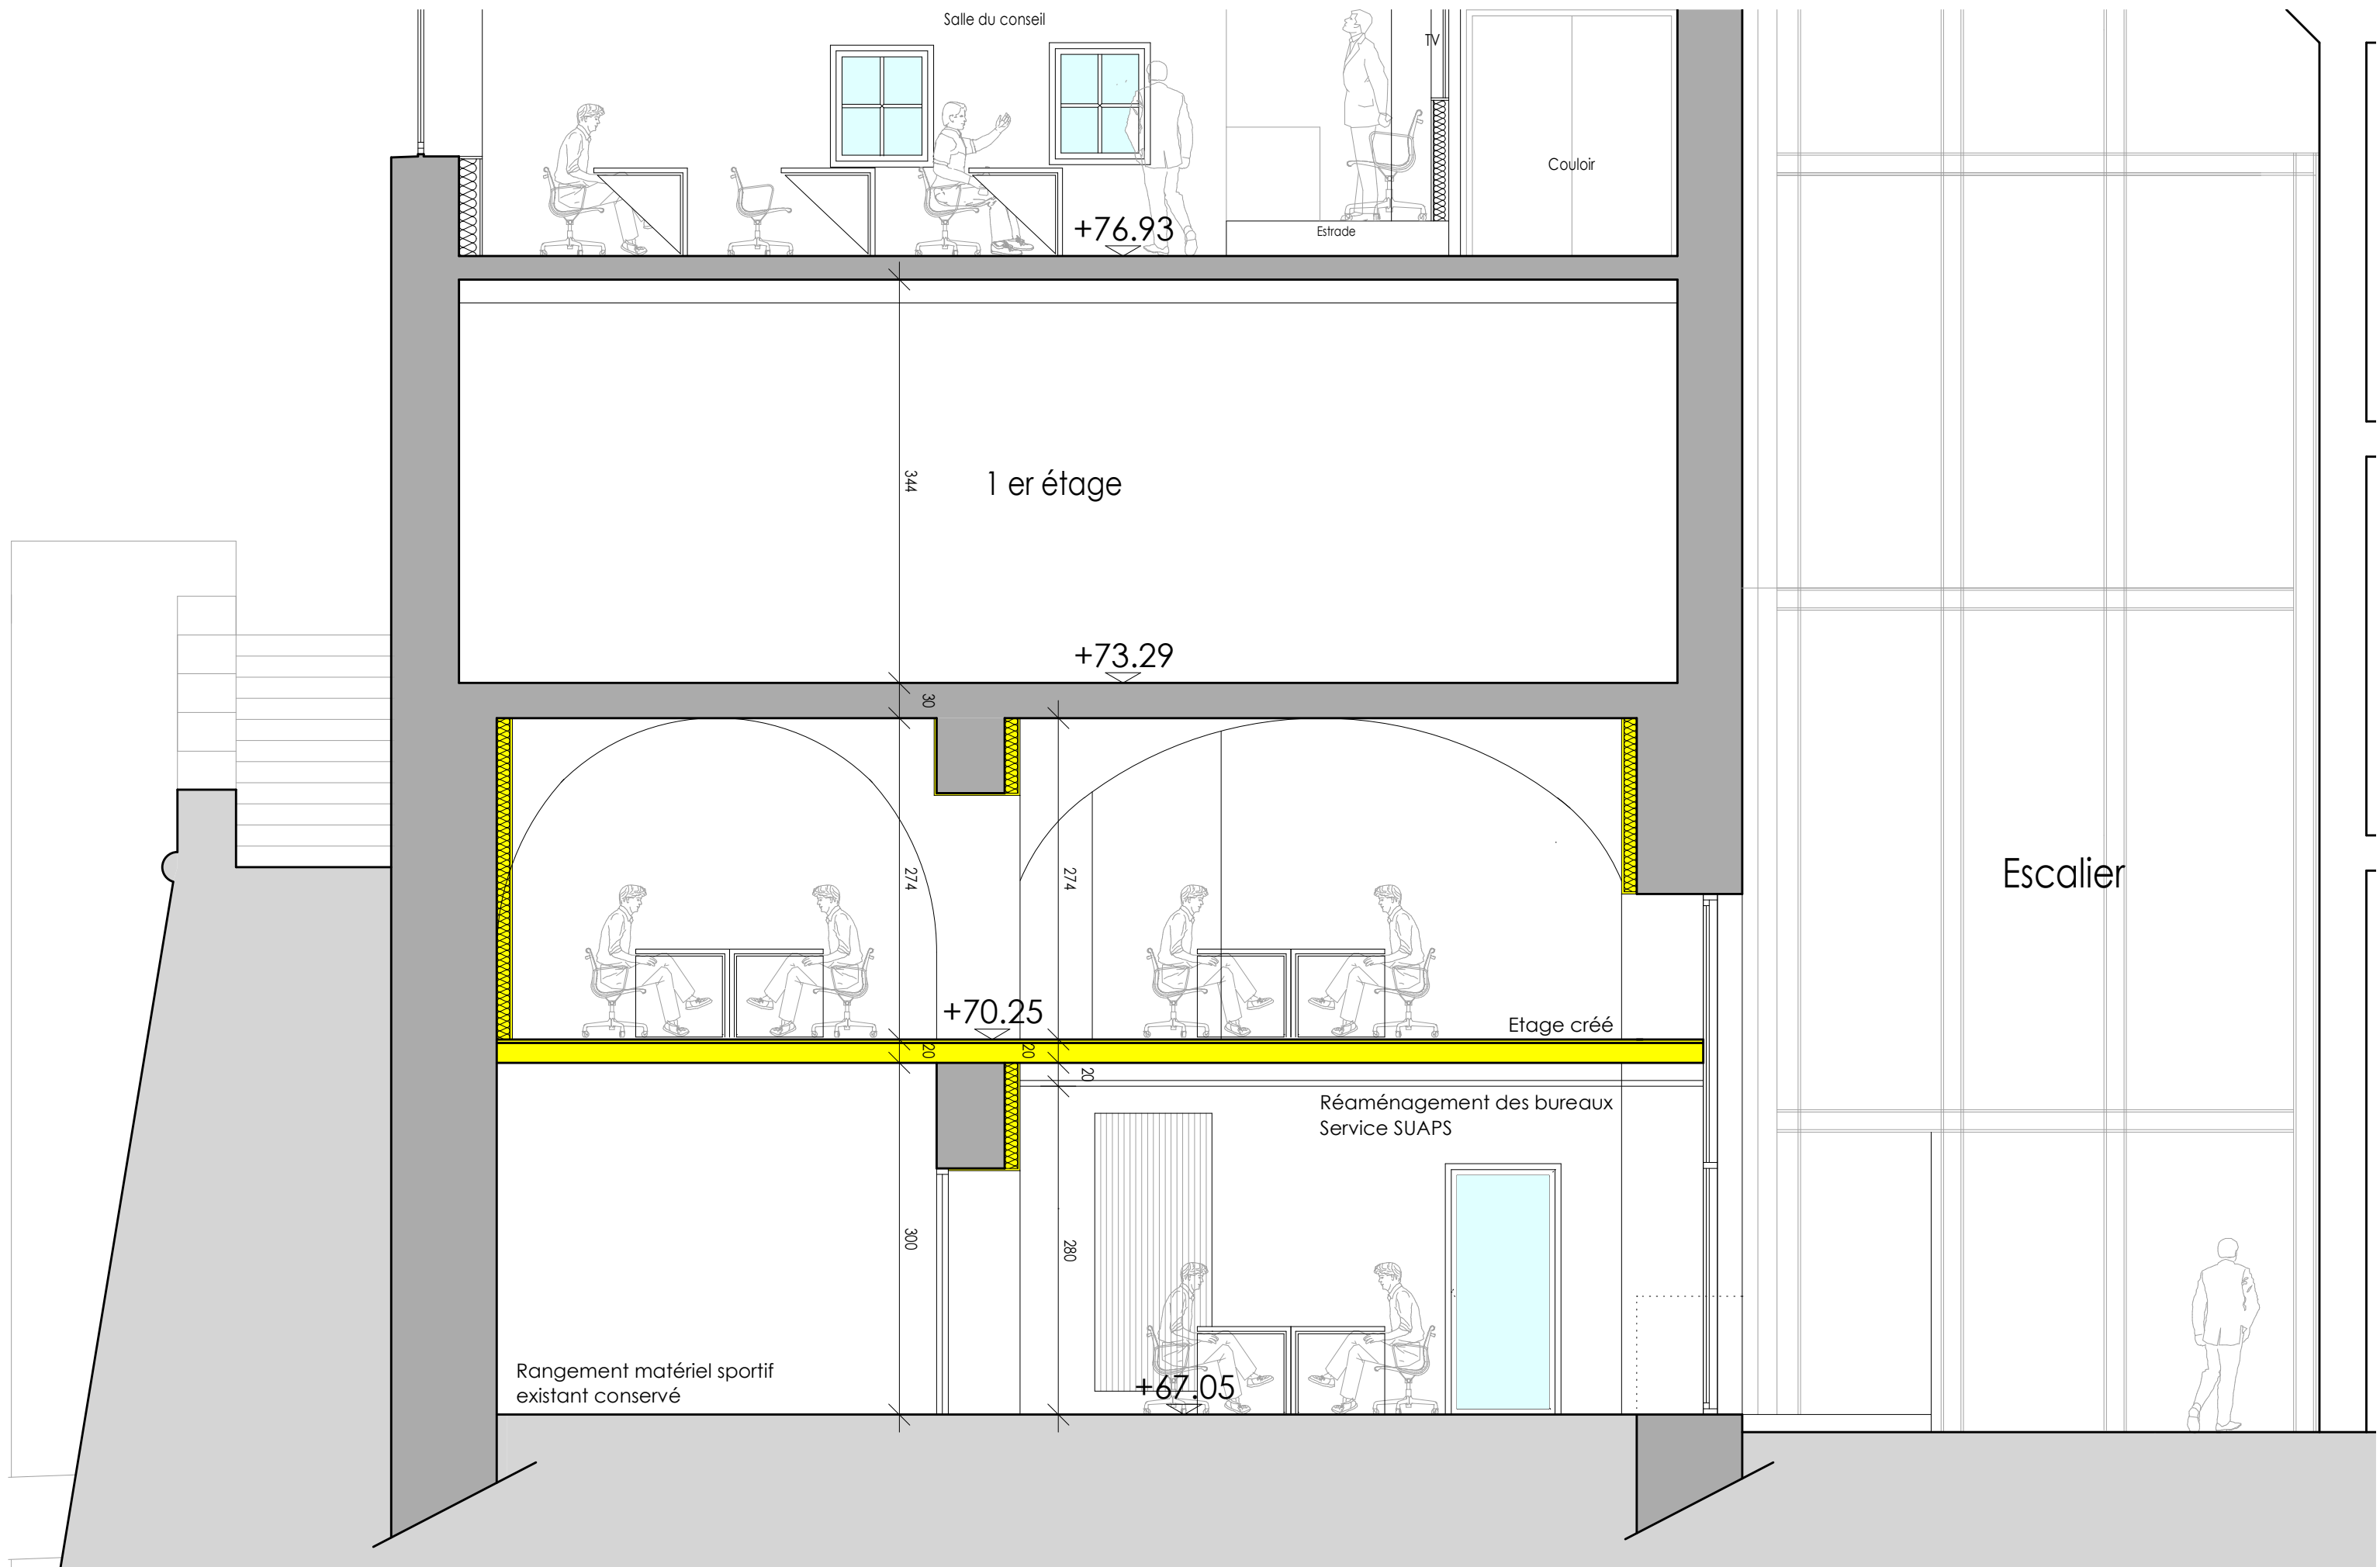 Salle du conseil
TV
Couloir
+76.93
Estrade
344
1 er étage
+73.29
30
274
274
Escalier
+70.25
Etage créé
20
20
20
Réaménagement des bureaux
Service SUAPS
300
280
Rangement matériel sportif
existant conservé
+67.05